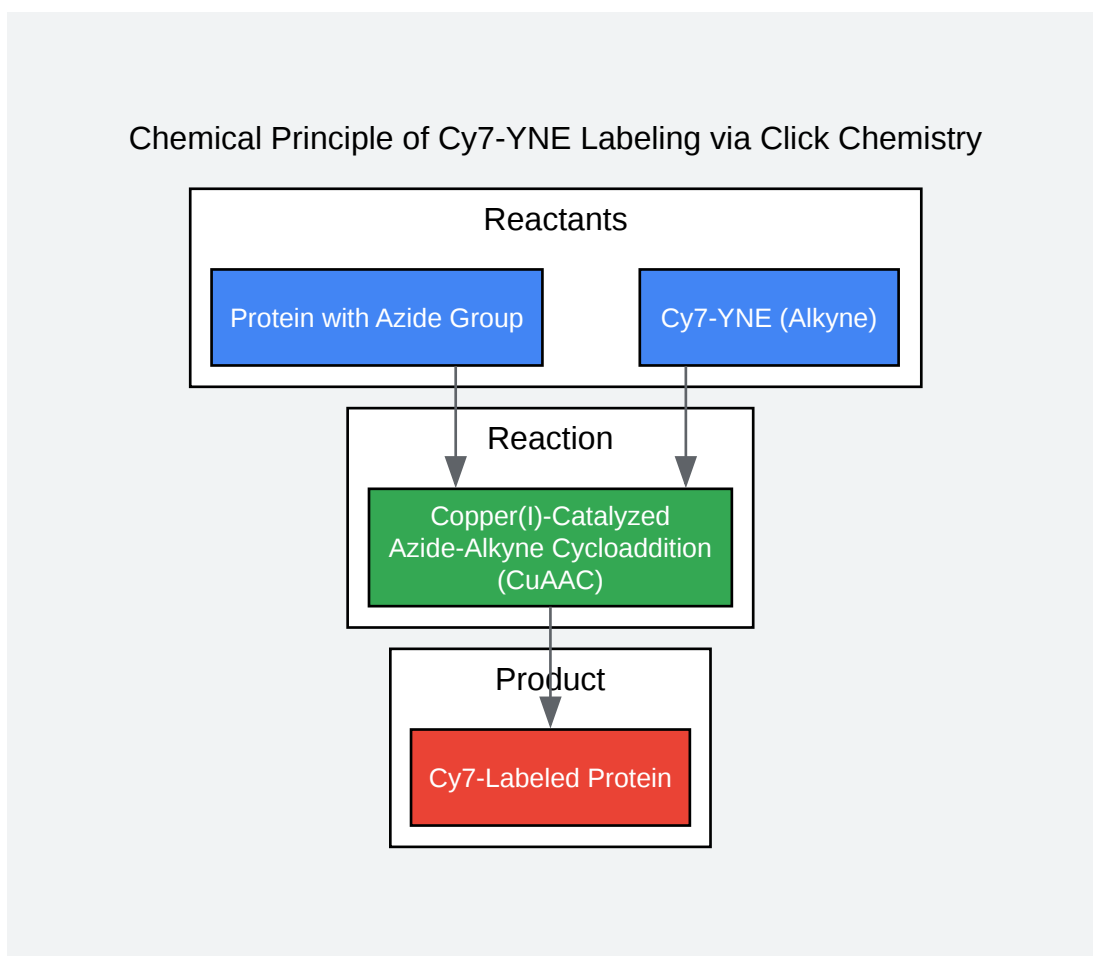 Chemical Principle of Cy7-YNE Labeling via Click Chemistry
Reactants
Protein with Azide Group
Cy7-YNE (Alkyne)
Reaction
Copper(I)-Catalyzed
Azide-Alkyne Cycloaddition
(CuAAC)
Product
Cy7-Labeled Protein